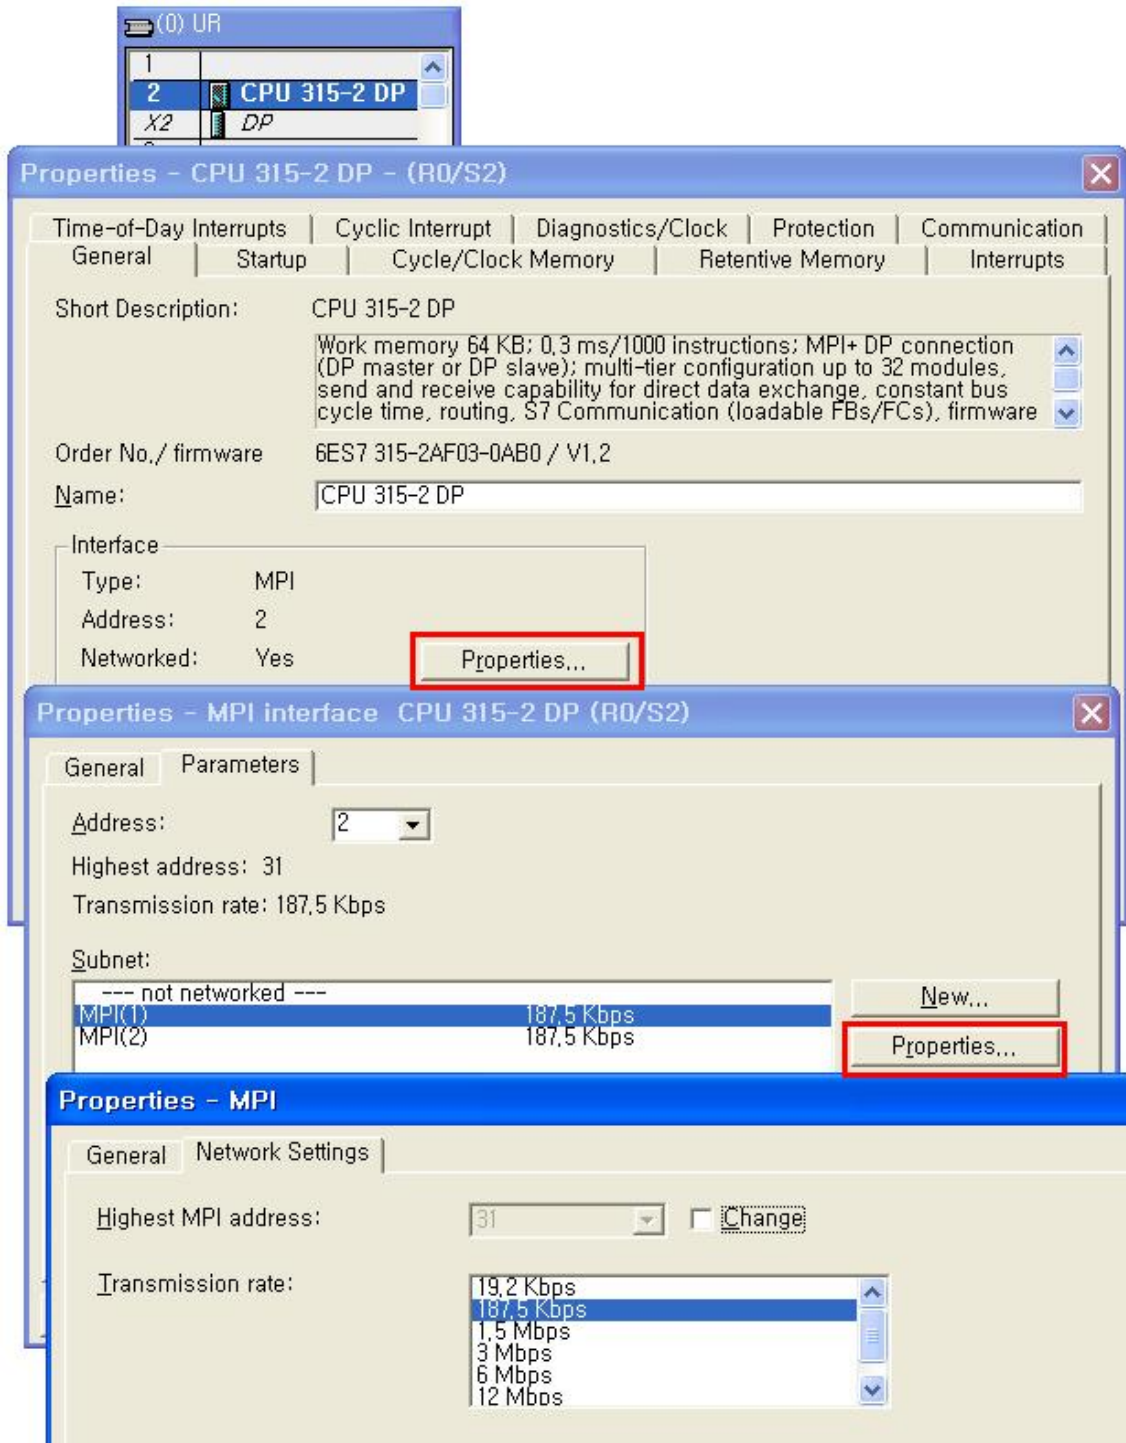 (0) UR
1
2 CPU 315-2 DP
X2 DP
Properties - CPU 315-2 DP - (R0/S2)
Time-of-Day Interrupts Cyclic Interrupt Diagnostics/Clock Protection Communication
General Startup Cycle/Clock Memory Retentive Memory Interrupts
Short Description: CPU 315-2 DP
Work memory 64 KB; 0,3 ms/1000 instructions; MPI+ DP connection
(DP master or DP slave); multi-tier configuration up to 32 modules,
send and receive capability for direct data exchange, constant bus
cycle time, routing, S7 Communication (loadable FBs/FCs), firmware
Order No./ firmware 6ES7 315-2AF03-0AB0 / V1,2
Name: CPU 315-2 DP
Interface
Type: MPI
Address: 2
Networked: Yes Properties...
Properties - MPI interface CPU 315-2 DP (R0/S2)
General Parameters
Address: 2
Highest address: 31
Transmission rate: 187,5 Kbps
Subnet:
--- not networked ---
MPI(1) 187,5 Kbps
MPI(2) 187,5 Kbps
New...
Properties...
Properties - MPI
General Network Settings
Highest MPI address: 31 Change
Transmission rate: 19,2 Kbps
187,5 Kbps
1,5 Mbps
3 Mbps
6 Mbps
12 Mbps